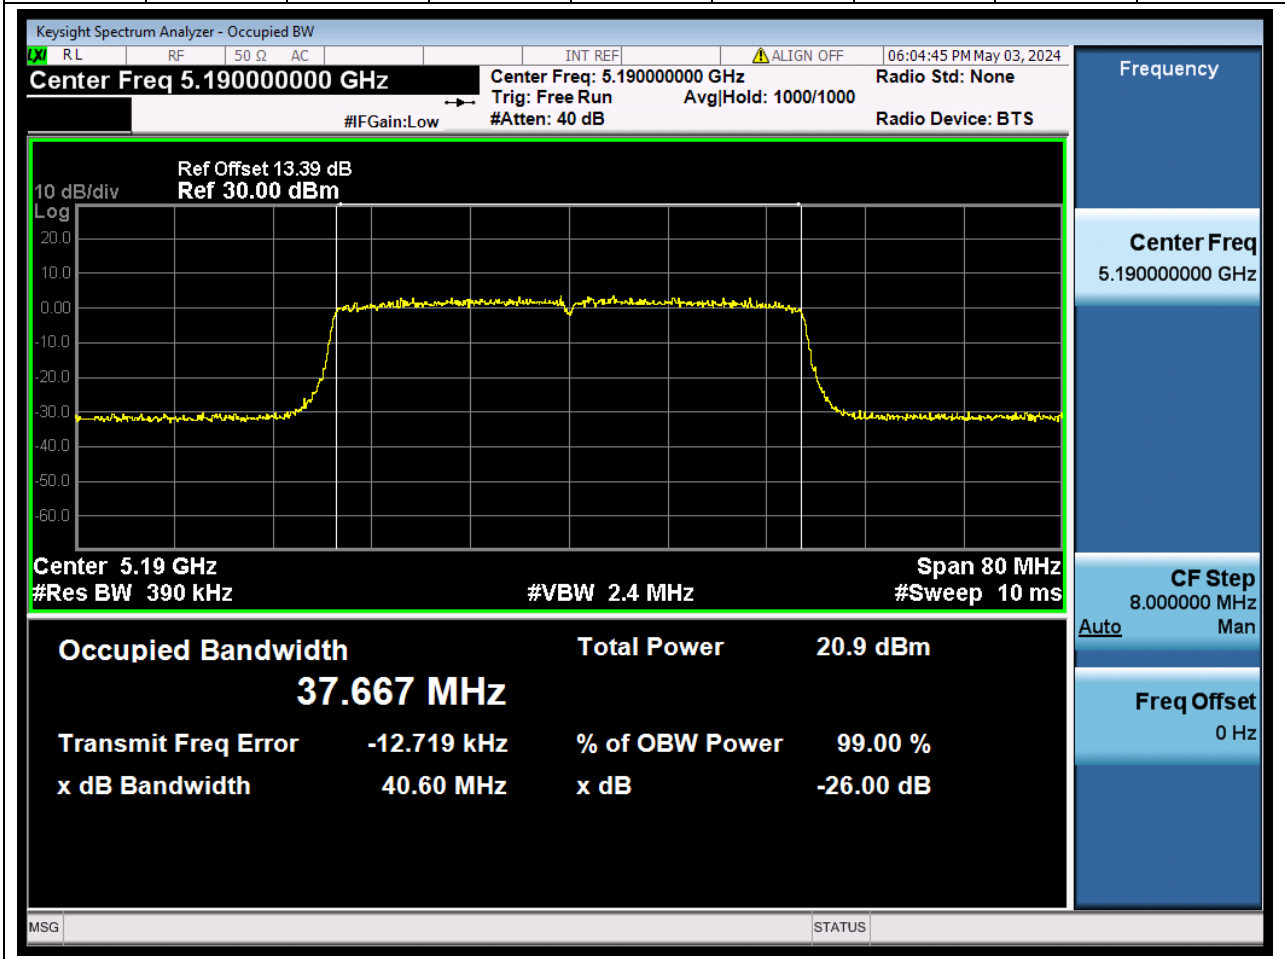 Keysight Spectrum Analyzer - Occupied BW
LXI RL RF 50 Ω AC INT REF ALIGN OFF 06:04:45 PM May 03, 2024
Center Freq 5.190000000 GHz
Center Freq: 5.190000000 GHz
Radio Std: None
Trig: Free Run Avg|Hold: 1000/1000
#IFGain:Low
#Atten: 40 dB
Radio Device: BTS
Ref Offset 13.39 dB
10 dB/div Ref 30.00 dBm
Log
20.0
10.0
0.00
-10.0
-20.0
-30.0
-40.0
-50.0
-60.0
Center 5.19 GHz Span 80 MHz
#Res BW 390 kHz #VBW 2.4 MHz #Sweep 10 ms
Occupied Bandwidth Total Power 20.9 dBm
37.667 MHz
Transmit Freq Error -12.719 kHz % of OBW Power 99.00 %
x dB Bandwidth 40.60 MHz x dB -26.00 dB
MSG STATUS
Frequency
Center Freq
5.190000000 GHz
CF Step
8.000000 MHz
Auto Man
Freq Offset
0 Hz